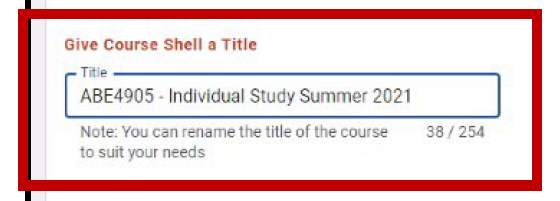 Give Course Shell a Title
Title
ABE4905 - Individual Study Summer 2021
Note: You can rename the title of the course 38 / 254
to suit your needs